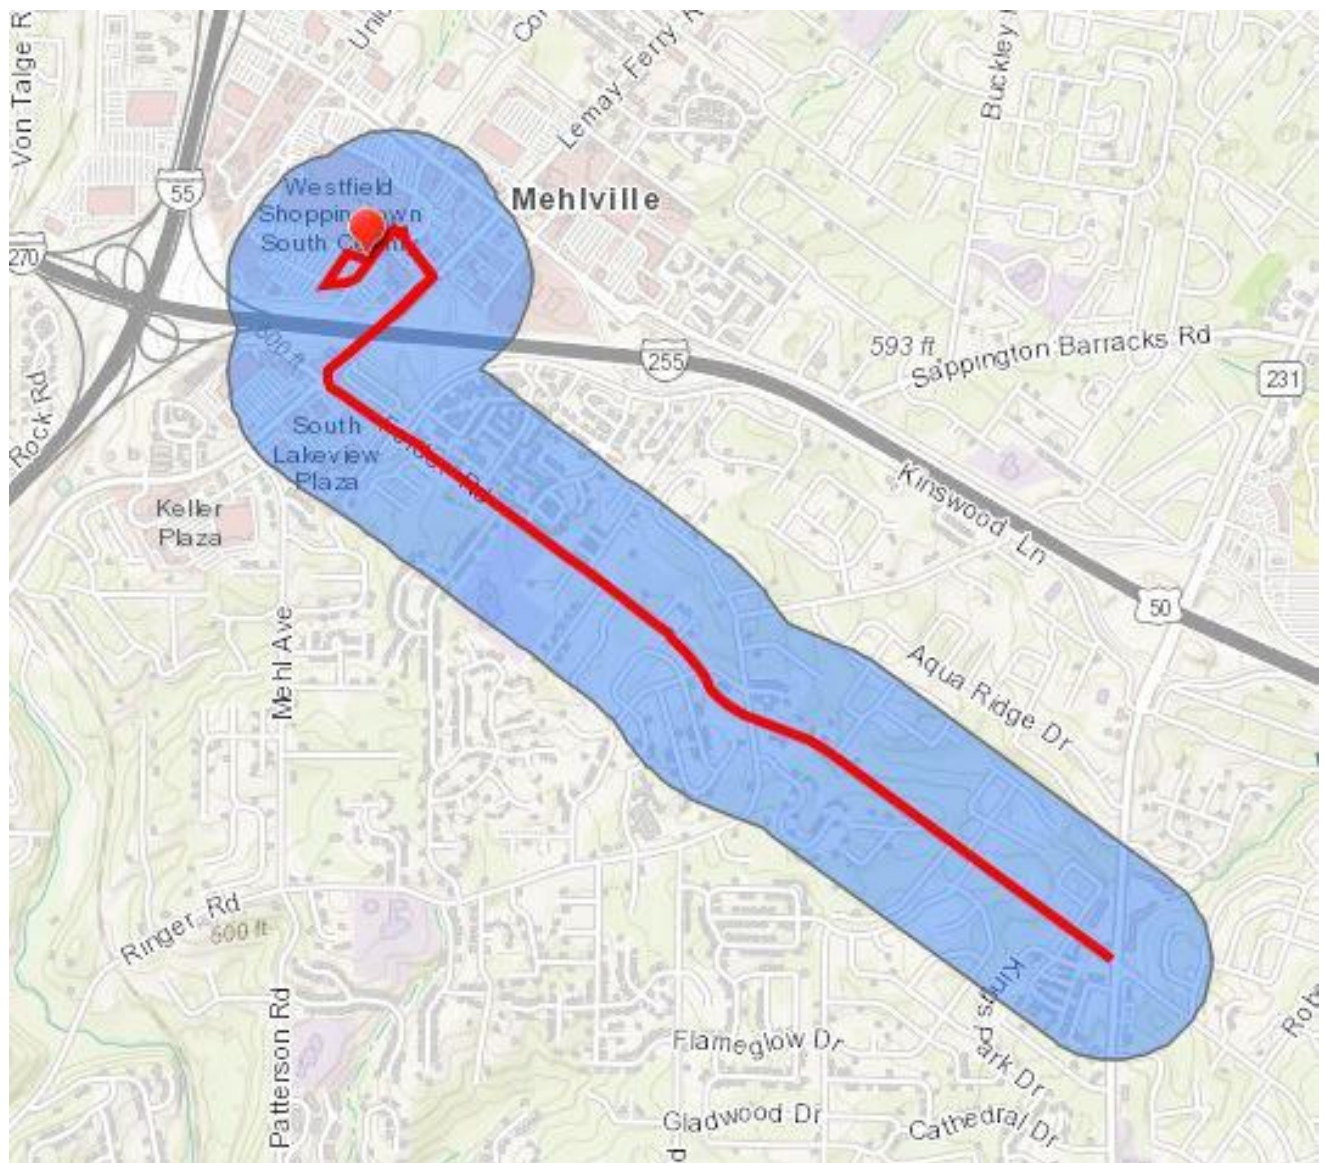 Von Talge R
Lemay Ferry R
Buckley
55
Westfield
Mehlville
South
270
255
593 ft
Sappington Barracks Rd
231
600 ft
Rock Rd
South
Lakeview
Plaza
Keller
Plaza
Kinswood Ln
50
Mehl Ave
Aqua Ridge Dr
Ringer Rd
600 ft
Patterson Rd
Kings Park Dr
Flameglow Dr
Gladwood Dr
Cathedral Dr